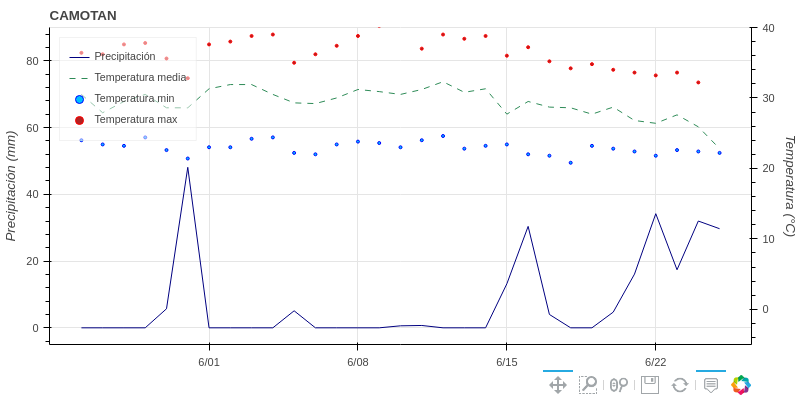 CAMOTAN
Precipitación
Temperatura media
Temperatura min
Temperatura max
Precipitación (mm)
80
60
40
20
0
Temperatura (°C)
40
30
20
10
0
6/01
6/08
6/15
6/22